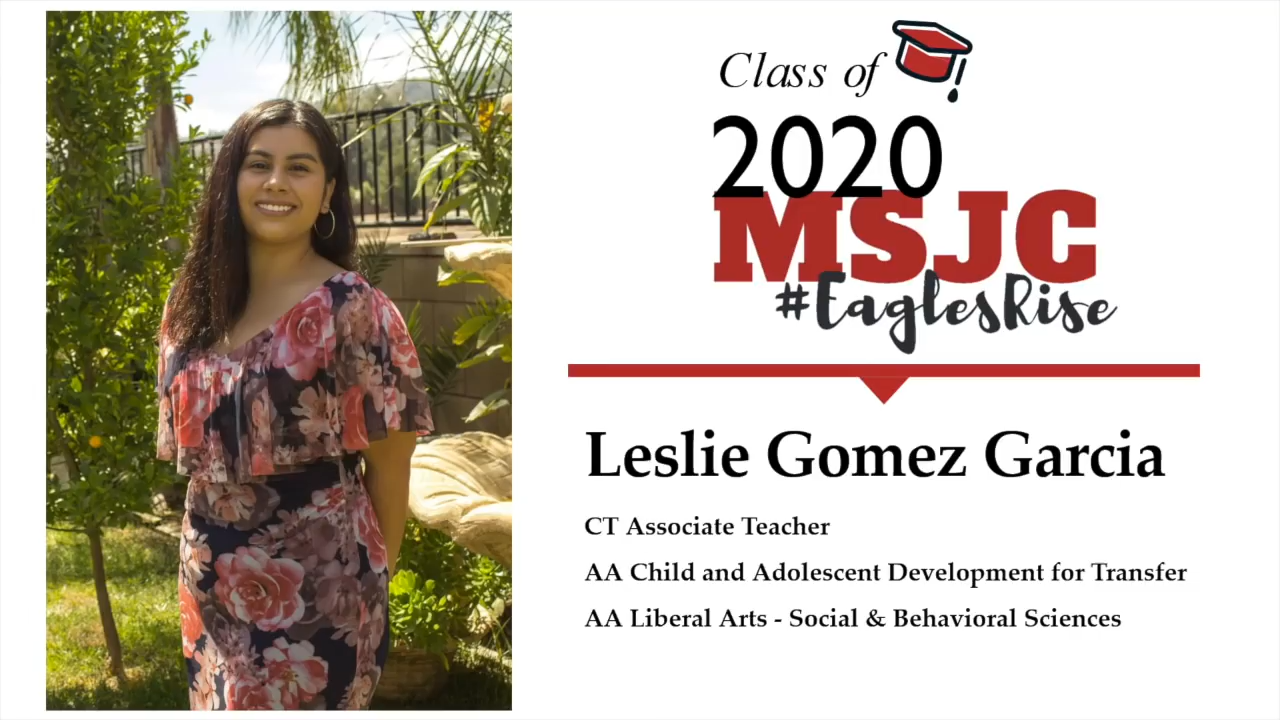 Class of
2020
MSJC
#EaglesRise
Leslie Gomez Garcia
CT Associate Teacher
AA Child and Adolescent Development for Transfer
AA Liberal Arts - Social & Behavioral Sciences